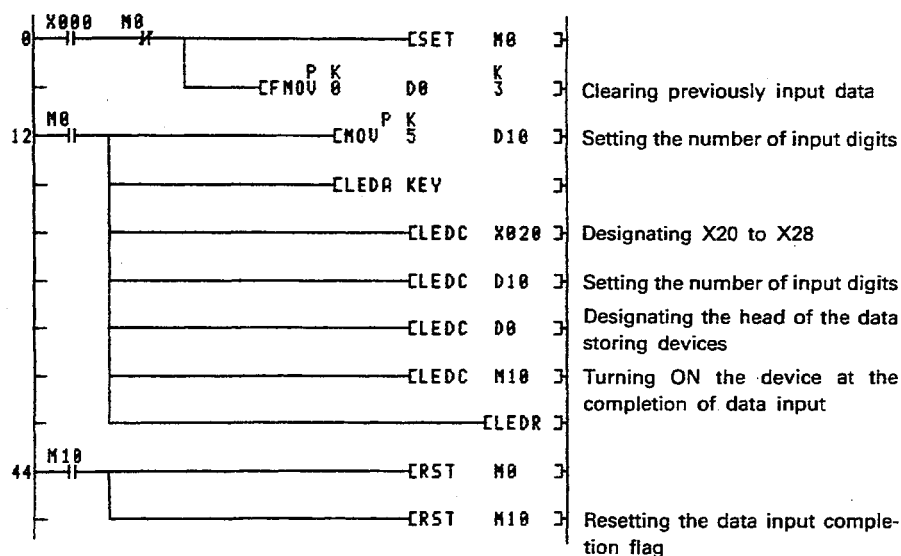 X000 M0
0 [SET M0 ]
P K K
[FMOV 0 D0 3 ] Clearing previously input data
M0 P K
12 [MOV 5 D10 ] Setting the number of input digits
[LEDA KEY ]
[LEDC X020 ] Designating X20 to X28
[LEDC D10 ] Setting the number of input digits
[LEDC D0 ] Designating the head of the data
storing devices
[LEDC M10 ] Turning ON the device at the
completion of data input
[LEDR ]
M10
44 [RST M0 ]
[RST M10 ] Resetting the data input comple-
tion flag